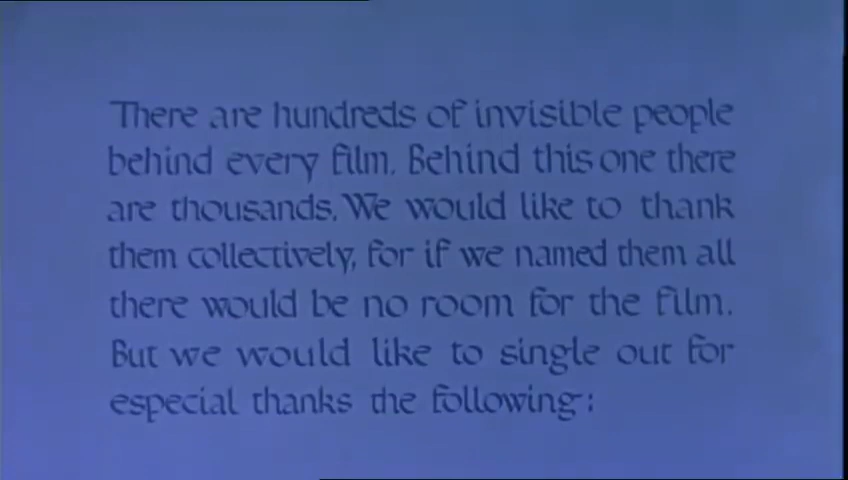 There are hundreds of invisible people
behind every film. Behind this one there
are thousands. We would like to thank
them collectively, for if we named them all
there would be no room for the film.
But we would like to single out for
especial thanks the following: